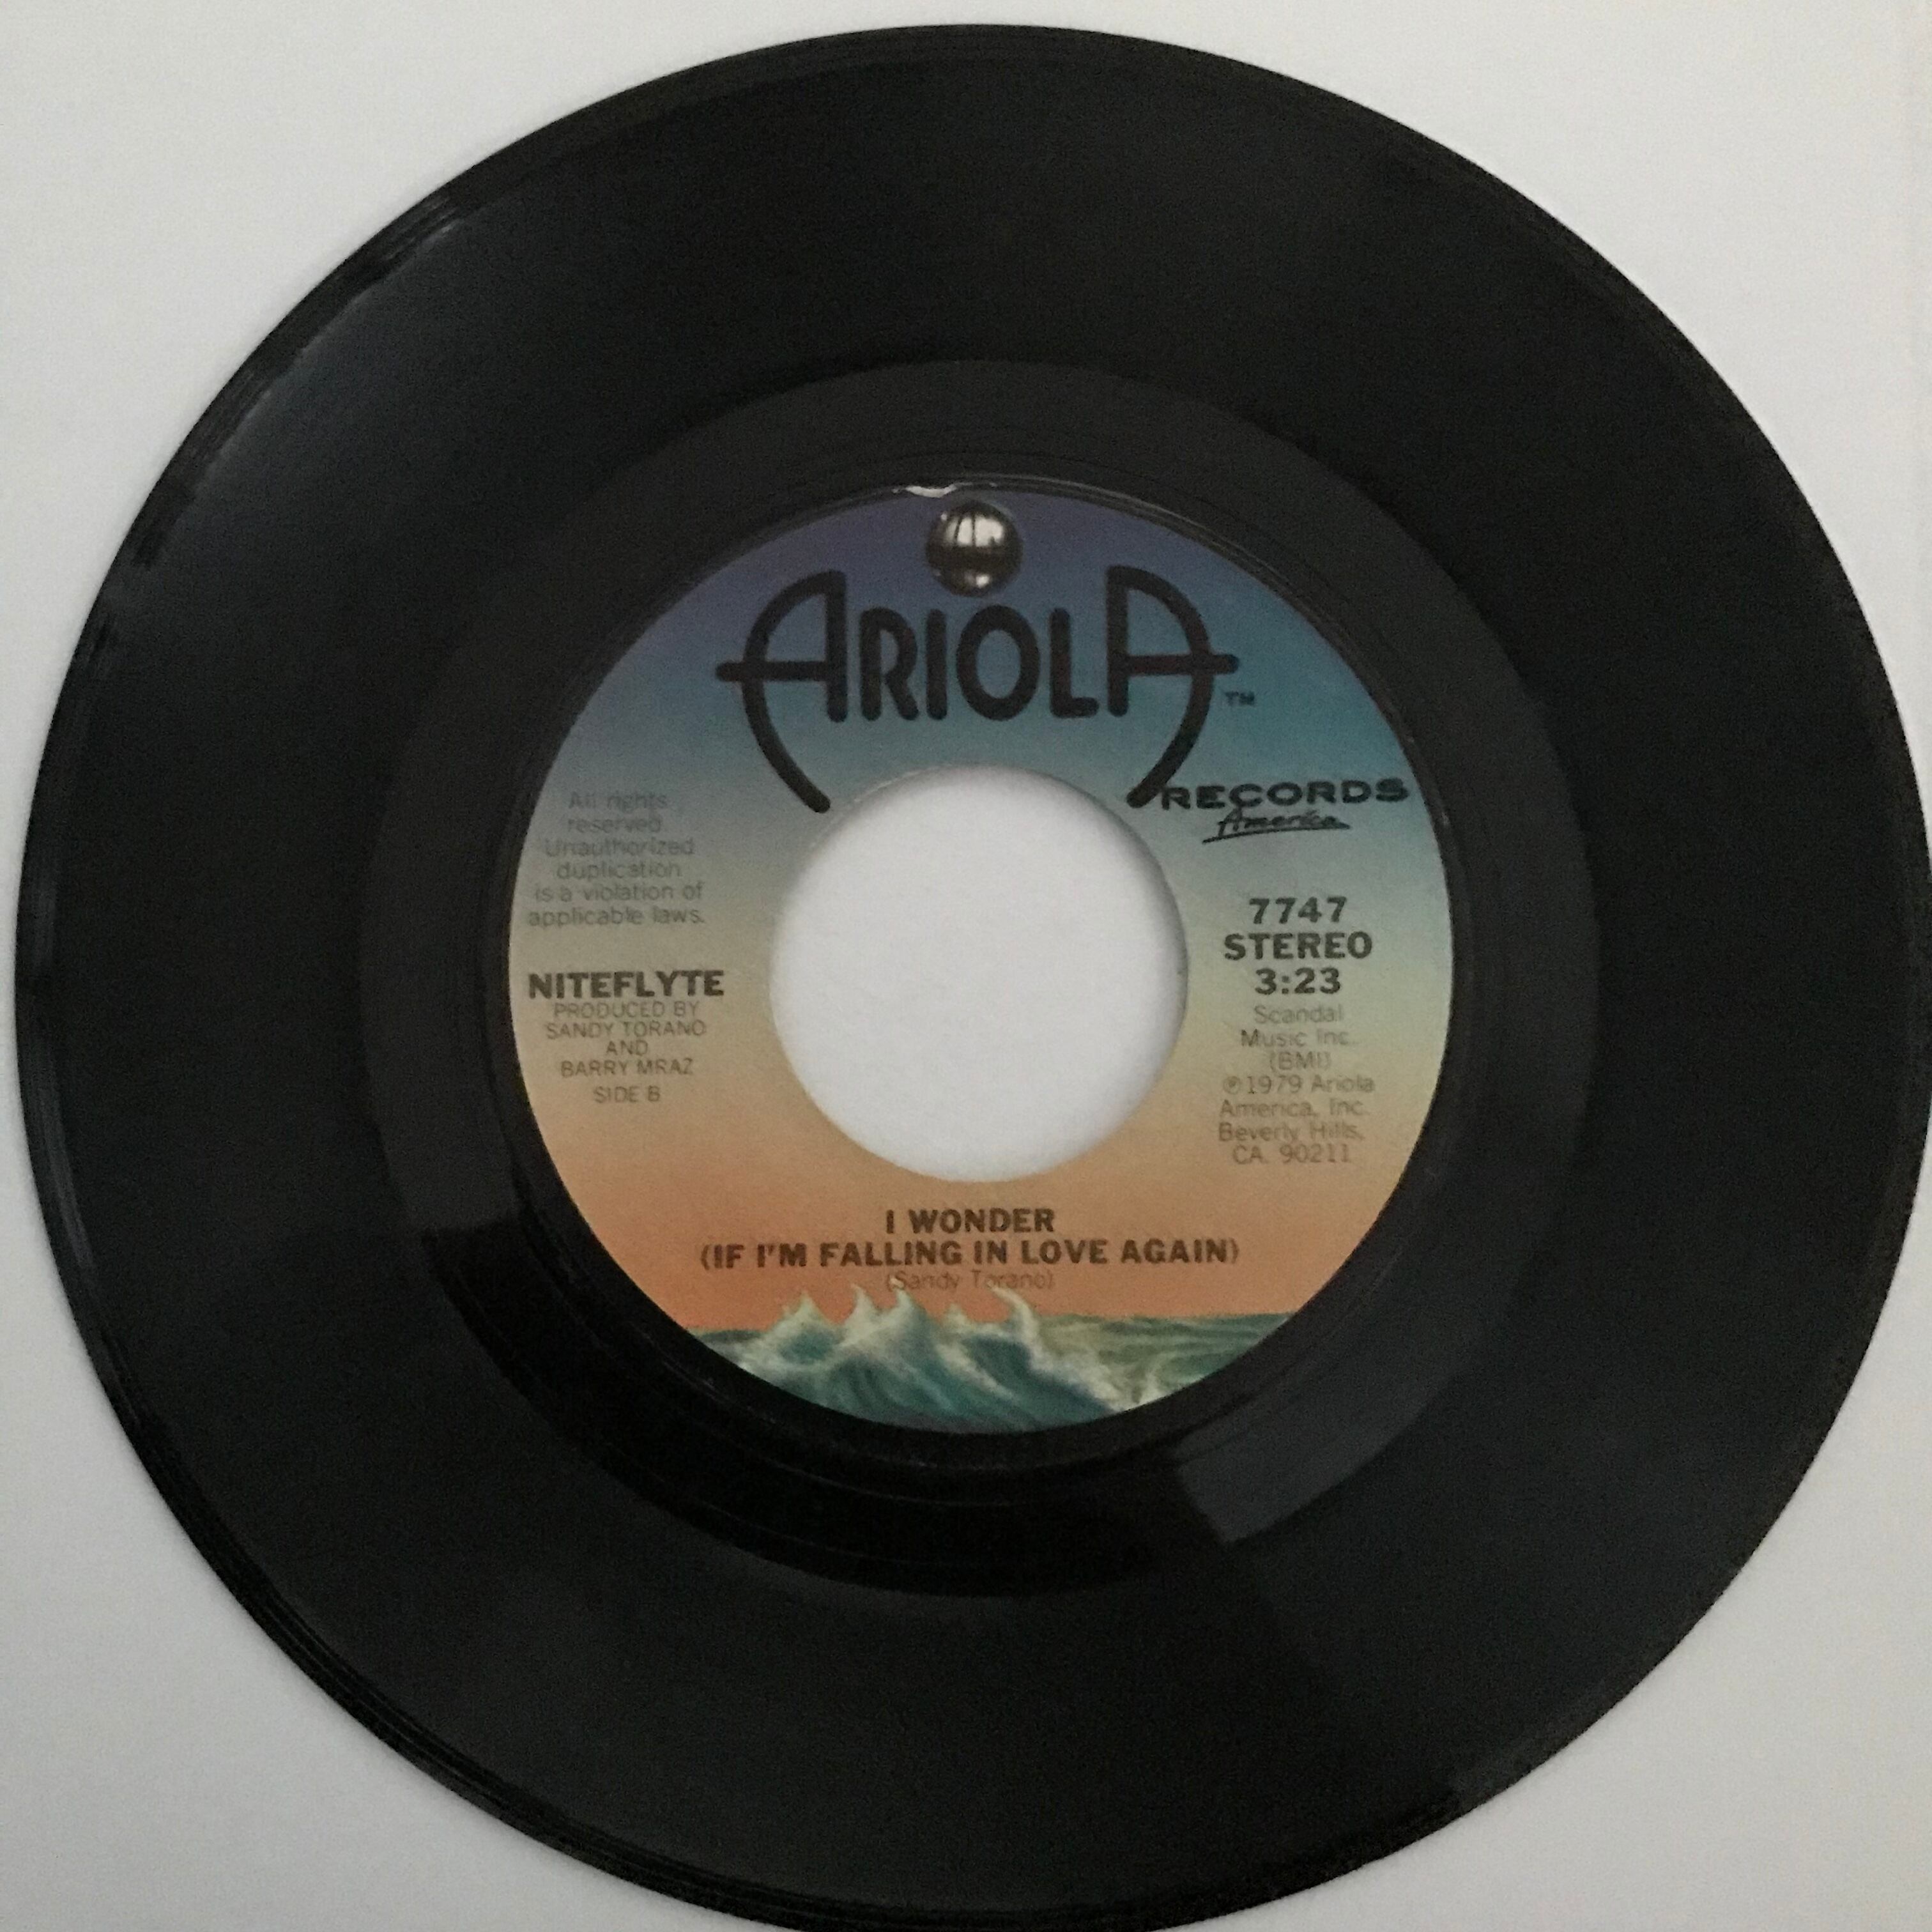 ARIOLA™
RECORDS
America
All rights
reserved
Unauthorized
duplication
is a violation of
applicable laws.
NITEFLYTE
PRODUCED BY
SANDY TORANO
AND
BARRY MRAZ
SIDE B
7747
STEREO
3:23
Scandal
Music Inc.
(BMI)
℗1979 Ariola
America, Inc.
Beverly Hills,
CA. 90211
I WONDER
(IF I'M FALLING IN LOVE AGAIN)
(Sandy Torano)